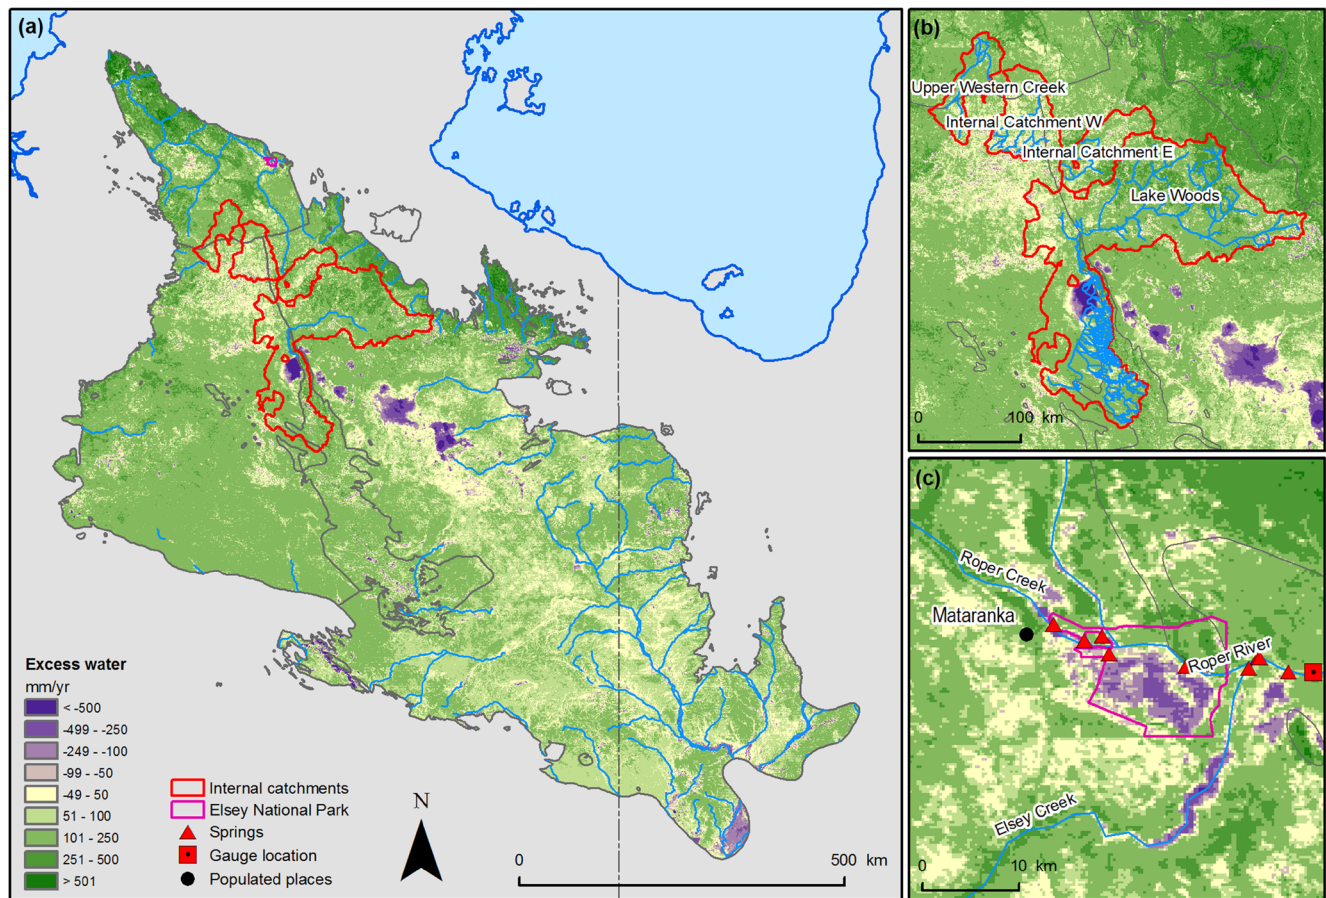 (a)
Excess water
mm/yr
< -500
-499 - -250
-249 - -100
-99 - -50
-49 - 50
51 - 100
101 - 250
251 - 500
> 501
Internal catchments
Elsey National Park
Springs
Gauge location
Populated places
N
0 500 km
(b)
Upper Western Creek
Internal Catchment W
Internal Catchment E
Lake Woods
0 100 km
(c)
Roper Creek
Mataranka
Roper River
Elsey Creek
0 10 km